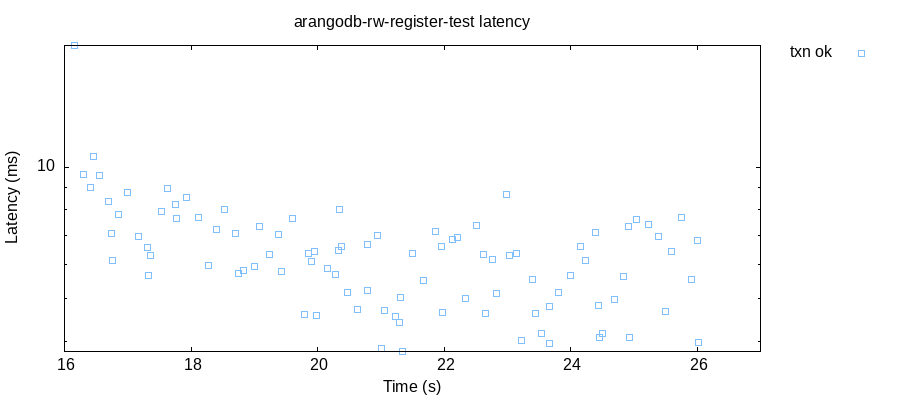 arangodb-rw-register-test latency
txn ok
Latency (ms)
10
16 18 20 22 24 26
Time (s)